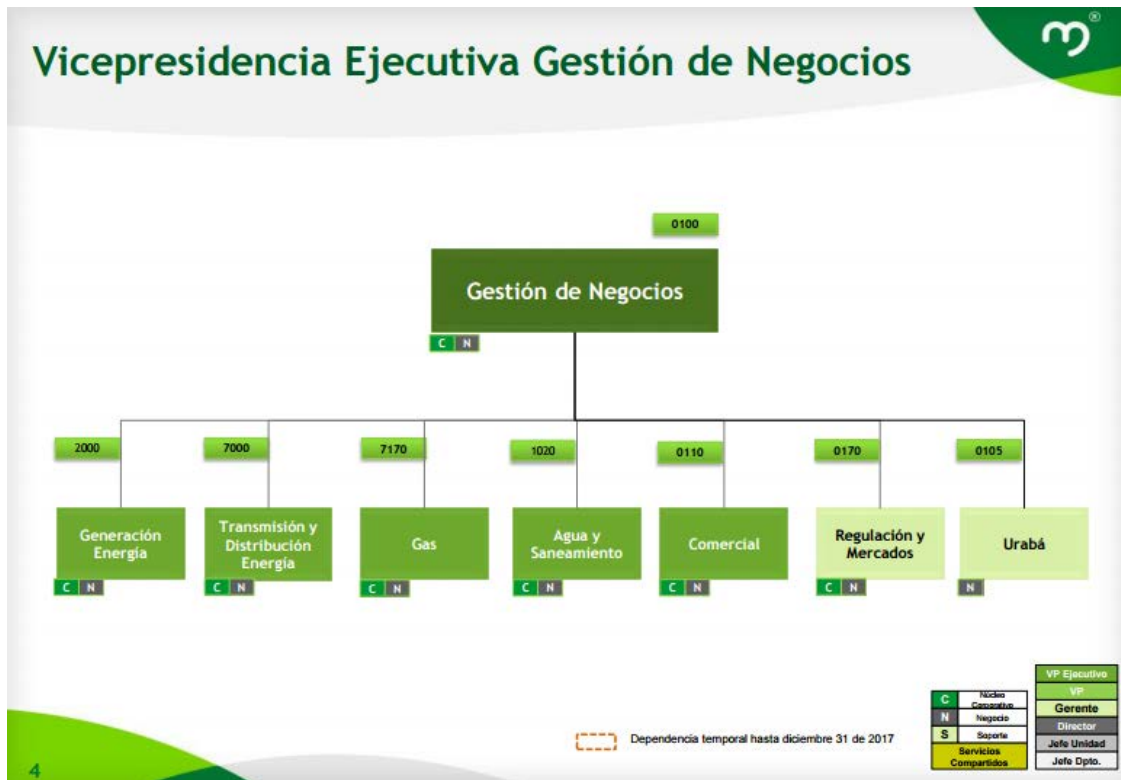 Vicepresidencia Ejecutiva Gestión de Negocios
0100
Gestión de Negocios
C N
2000
7000
7170
1020
0110
0170
0105
Generación
Energía
C N
Transmisión y
Distribución
Energía
C N
Gas
C N
Agua y
Saneamiento
C N
Comercial
C N
Regulación y
Mercados
C N
Urabá
N
Dependencia temporal hasta diciembre 31 de 2017
C Núcleo
Corporativo
N Negocio
S Soporte
Servicios
Compartidos
VP Ejecutivo
VP
Gerente
Director
Jefe Unidad
Jefe Dpto.
4